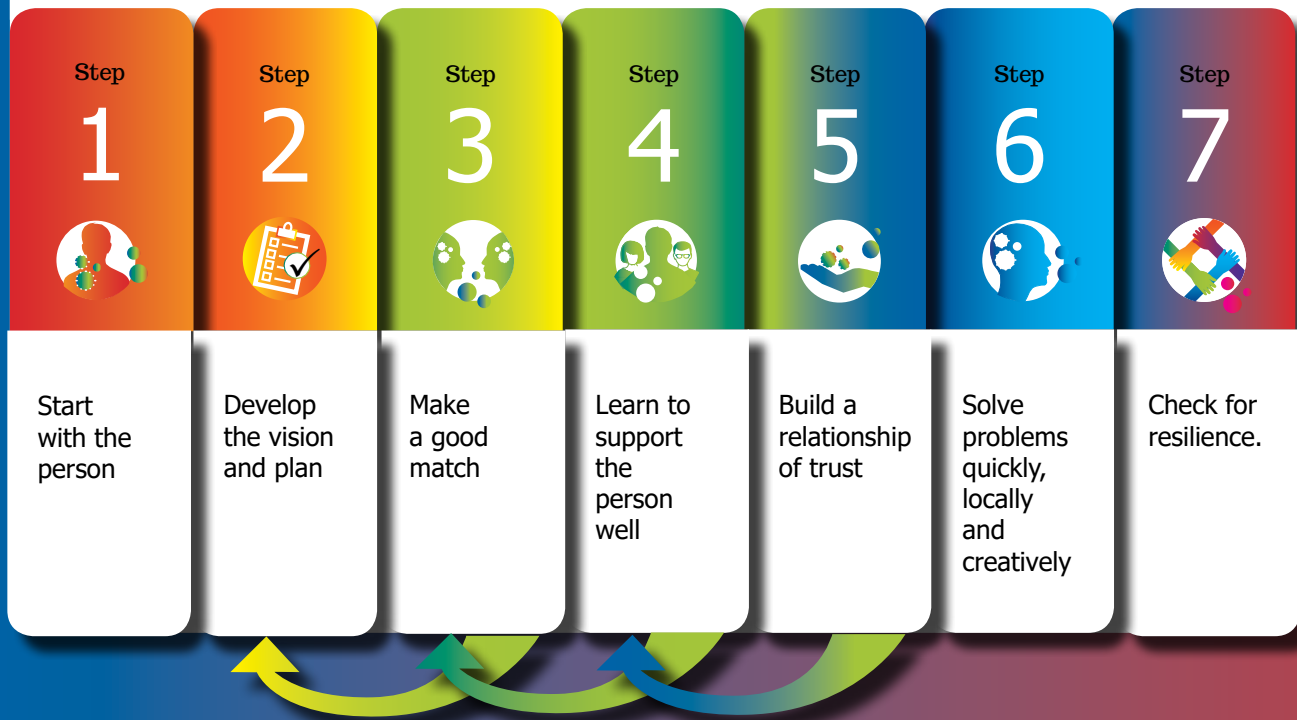 Step
1
Start
with the
person
Step
2
Develop
the vision
and plan
Step
3
Make
a good
match
Step
4
Learn to
support
the
person
well
Step
5
Build a
relationship
of trust
Step
6
Solve
problems
quickly,
locally
and
creatively
Step
7
Check for
resilience.